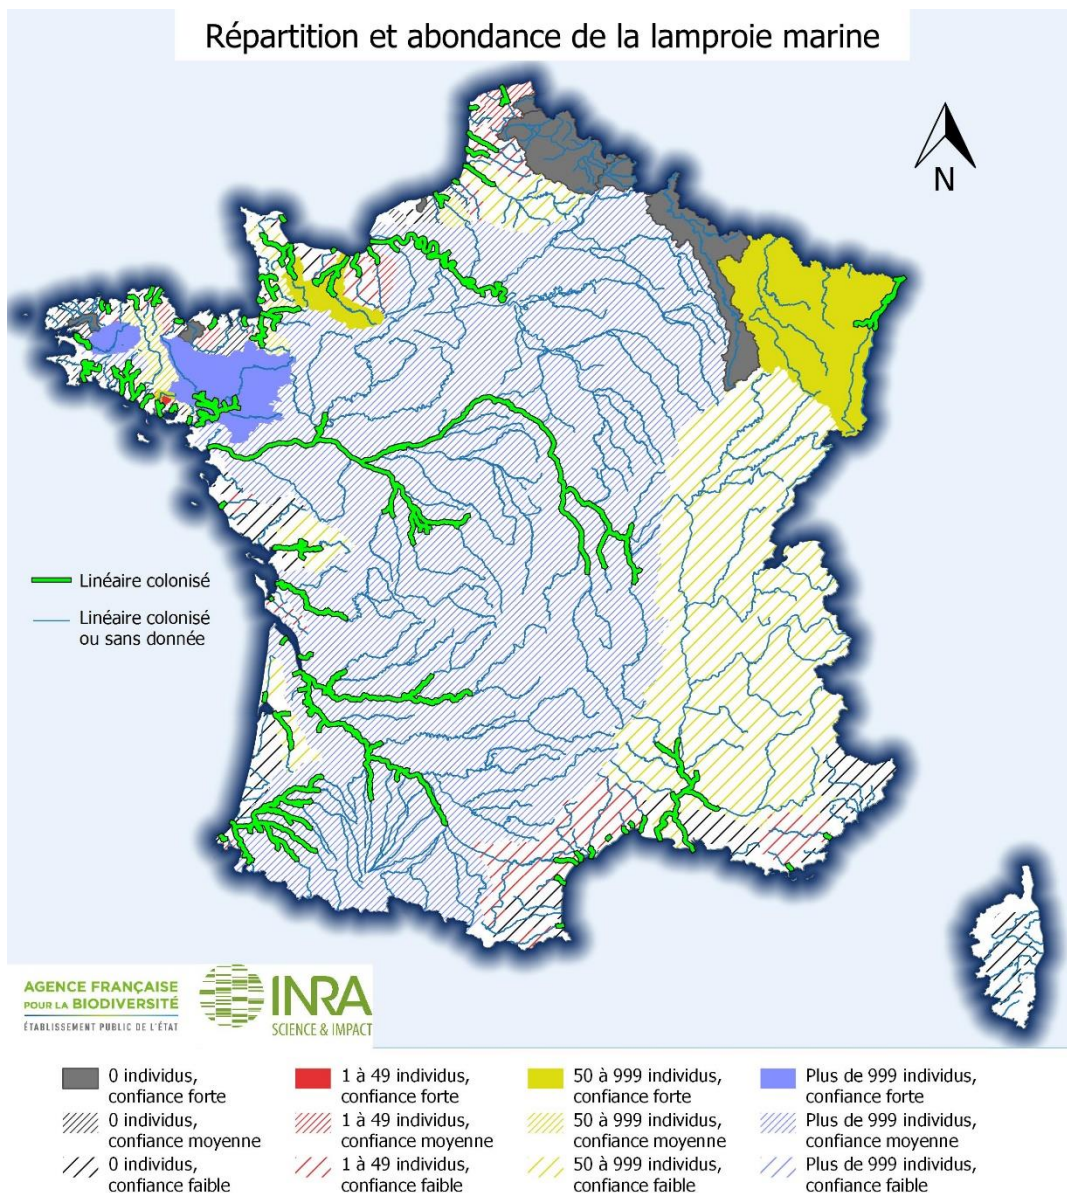 Répartition et abondance de la lamproie marine
N
Linéaire colonisé
Linéaire colonisé
ou sans donnée
AGENCE FRANÇAISE
POUR LA BIODIVERSITÉ
ÉTABLISSEMENT PUBLIC DE L'ÉTAT
INRA
SCIENCE & IMPACT
0 individus,
confiance forte
1 à 49 individus,
confiance forte
50 à 999 individus,
confiance forte
Plus de 999 individus,
confiance forte
0 individus,
confiance moyenne
1 à 49 individus,
confiance moyenne
50 à 999 individus,
confiance moyenne
Plus de 999 individus,
confiance moyenne
0 individus,
confiance faible
1 à 49 individus,
confiance faible
50 à 999 individus,
confiance faible
Plus de 999 individus,
confiance faible